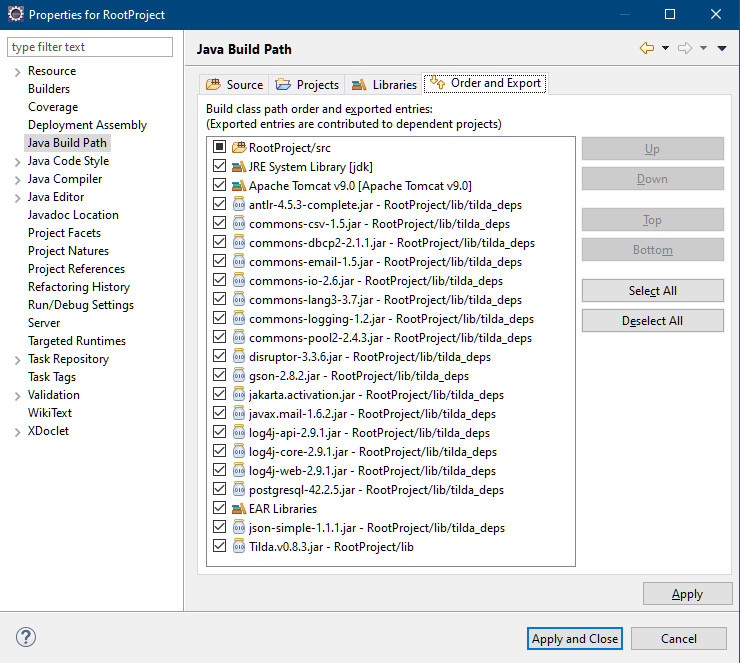 Properties for RootProject
type filter text
Resource
Builders
Coverage
Deployment Assembly
Java Build Path
Java Code Style
Java Compiler
Java Editor
Javadoc Location
Project Facets
Project Natures
Project References
Refactoring History
Run/Debug Settings
Server
Targeted Runtimes
Task Repository
Task Tags
Validation
WikiText
XDoclet
Java Build Path
Source Projects Libraries Order and Export
Build class path order and exported entries:
(Exported entries are contributed to dependent projects)
RootProject/src
JRE System Library [jdk]
Apache Tomcat v9.0 [Apache Tomcat v9.0]
antlr-4.5.3-complete.jar - RootProject/lib/tilda_deps
commons-csv-1.5.jar - RootProject/lib/tilda_deps
commons-dbcp2-2.1.1.jar - RootProject/lib/tilda_deps
commons-email-1.5.jar - RootProject/lib/tilda_deps
commons-io-2.6.jar - RootProject/lib/tilda_deps
commons-lang3-3.7.jar - RootProject/lib/tilda_deps
commons-logging-1.2.jar - RootProject/lib/tilda_deps
commons-pool2-2.4.3.jar - RootProject/lib/tilda_deps
disruptor-3.3.6.jar - RootProject/lib/tilda_deps
gson-2.8.2.jar - RootProject/lib/tilda_deps
jakarta.activation.jar - RootProject/lib/tilda_deps
javax.mail-1.6.2.jar - RootProject/lib/tilda_deps
log4j-api-2.9.1.jar - RootProject/lib/tilda_deps
log4j-core-2.9.1.jar - RootProject/lib/tilda_deps
log4j-web-2.9.1.jar - RootProject/lib/tilda_deps
postgresql-42.2.5.jar - RootProject/lib/tilda_deps
EAR Libraries
json-simple-1.1.1.jar - RootProject/lib/tilda_deps
Tilda.v0.8.3.jar - RootProject/lib
Up
Down
Top
Bottom
Select All
Deselect All
Apply
Apply and Close
Cancel